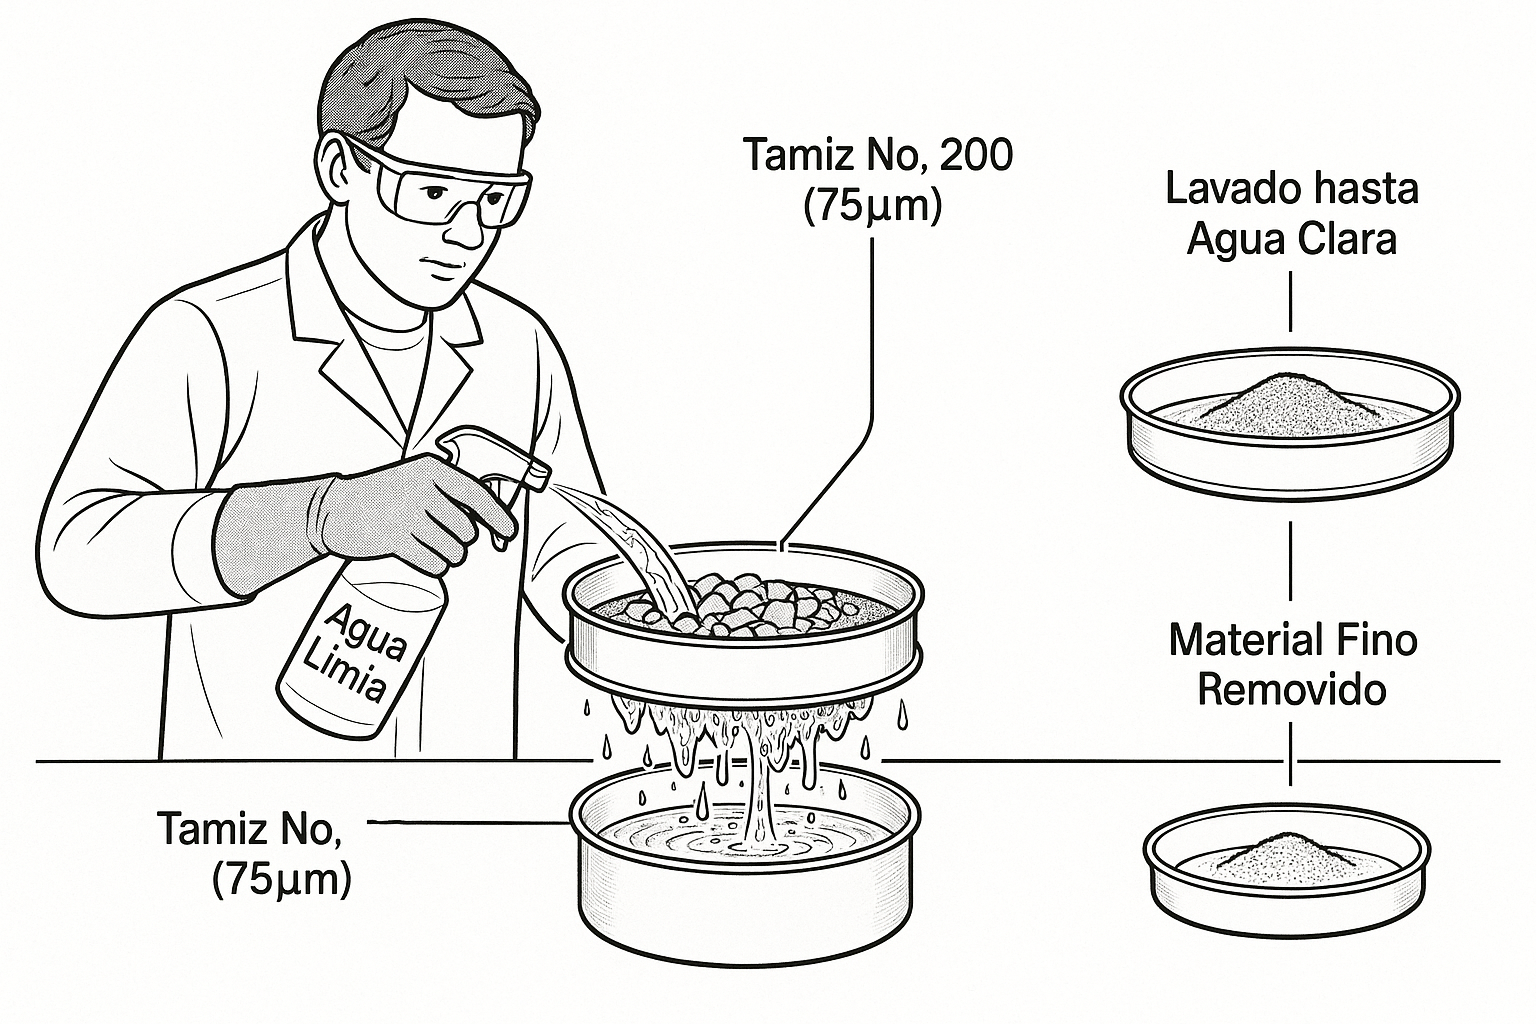 Tamiz No, 200
(75µm)
Lavado hasta
Agua Clara
Agua
Limia
Material Fino
Removido
Tamiz No,
(75µm)